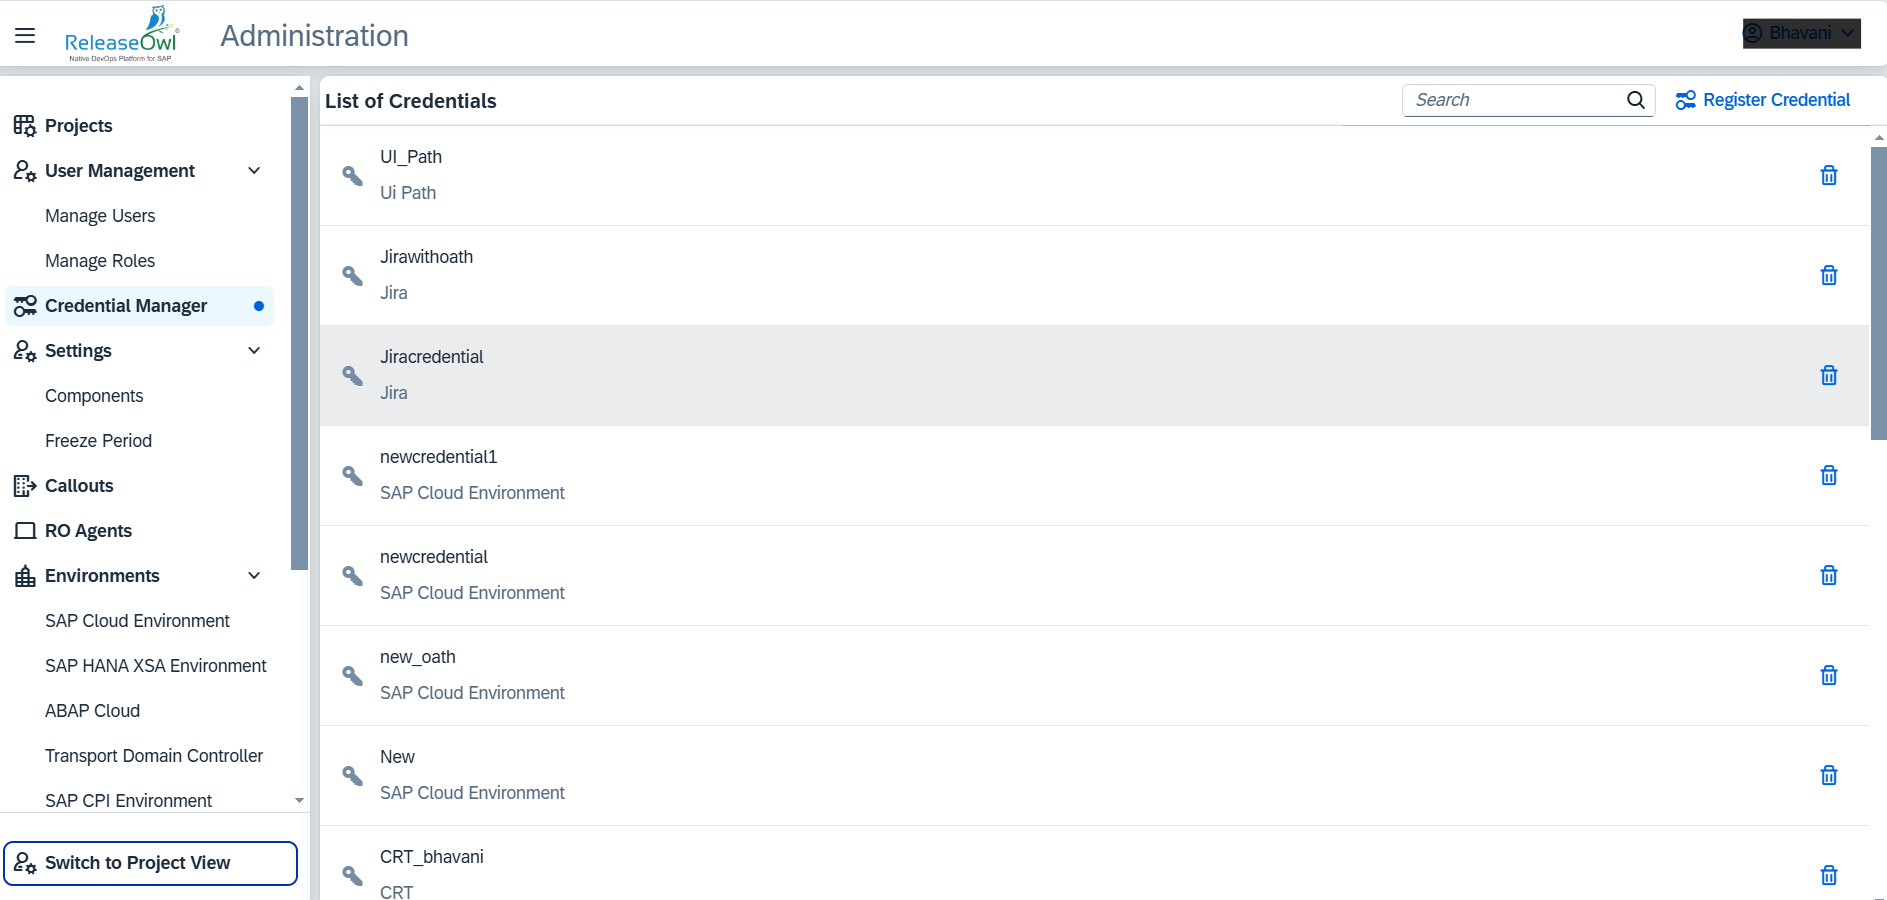 ReleaseOwl
Native DevOps Platform for SAP
Administration
Bhavani
Projects
User Management
Manage Users
Manage Roles
Credential Manager
Settings
Components
Freeze Period
Callouts
RO Agents
Environments
SAP Cloud Environment
SAP HANA XSA Environment
ABAP Cloud
Transport Domain Controller
SAP CPI Environment
Switch to Project View
List of Credentials
Search
Register Credential
UI_Path
Ui Path
Jirawithoath
Jira
Jiracredential
Jira
newcredential1
SAP Cloud Environment
newcredential
SAP Cloud Environment
new_oath
SAP Cloud Environment
New
SAP Cloud Environment
CRT_bhavani
CRT